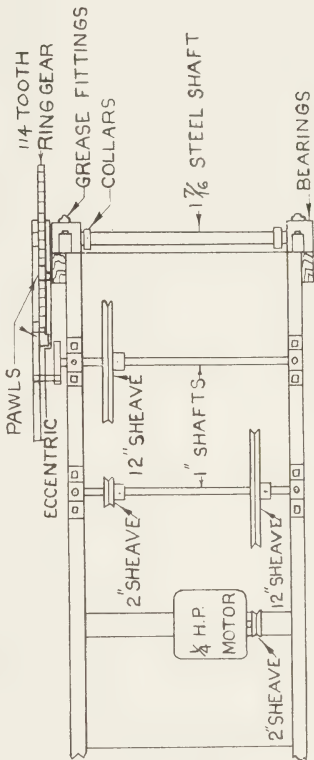 PAWLS
114 TOOTH
RING GEAR
GREASE FITTINGS
COLLARS
ECCENTRIC
12" SHEAVE
2" SHEAVE
1 7/16 STEEL SHAFT
1" SHAFTS
1/4 H.P.
MOTOR
2" SHEAVE
12" SHEAVE
BEARINGS